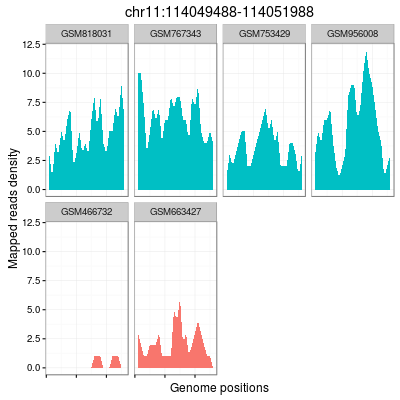 chr11:114049488-114051988
GSM818031 GSM767343 GSM753429 GSM956008
12.5
10.0
7.5
5.0
2.5
0.0
GSM466732 GSM663427
12.5
10.0
7.5
5.0
2.5
0.0
Mapped reads density
Genome positions